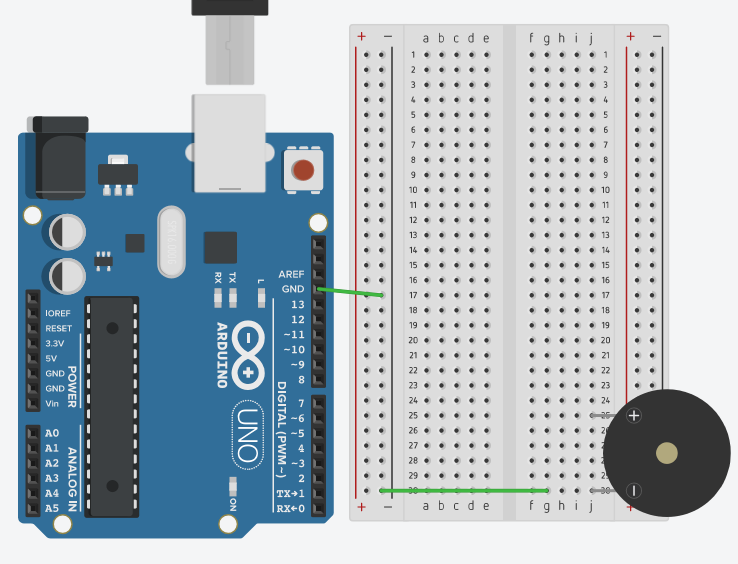 + − a b c d e f g h i j + −
1 1
2 2
3 3
4 4
5 5
6 6
7 7
8 8
9 9
10 10
11 11
12 12
13 13
14 14
15 15
16 16
17 17
18 18
19 19
20 20
21 21
22 22
23 23
24 24
25
26
27 27
28 28
29 29
30 30
+ − a b c d e f g h i j +
AREF
GND
13
12
~11
~10
~9
8
7
~6
~5
4
~3
2
TX→1
RX←0
IOREF
RESET
3.3V
5V
GND
GND
Vin
A0
A1
A2
A3
A4
A5
POWER
ANALOG IN
RX TX L
ARDUINO
UNO
DIGITAL (PWM~)
ON
+
−